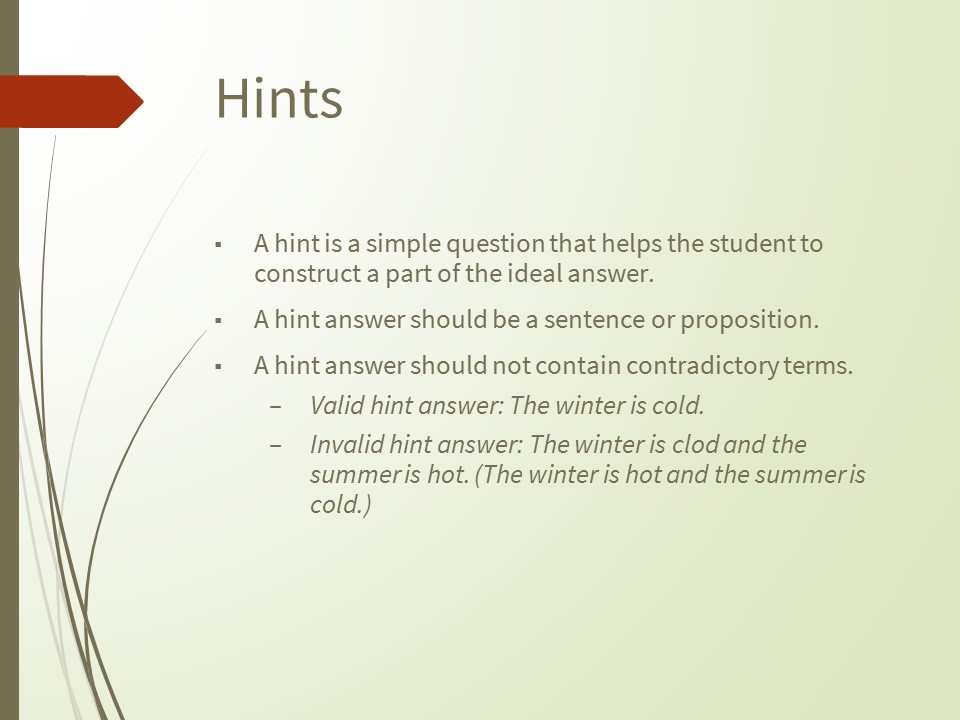 Hints
▪ A hint is a simple question that helps the student to
construct a part of the ideal answer.
▪ A hint answer should be a sentence or proposition.
▪ A hint answer should not contain contradictory terms.
– Valid hint answer: The winter is cold.
– Invalid hint answer: The winter is clod and the
summer is hot. (The winter is hot and the summer is
cold.)